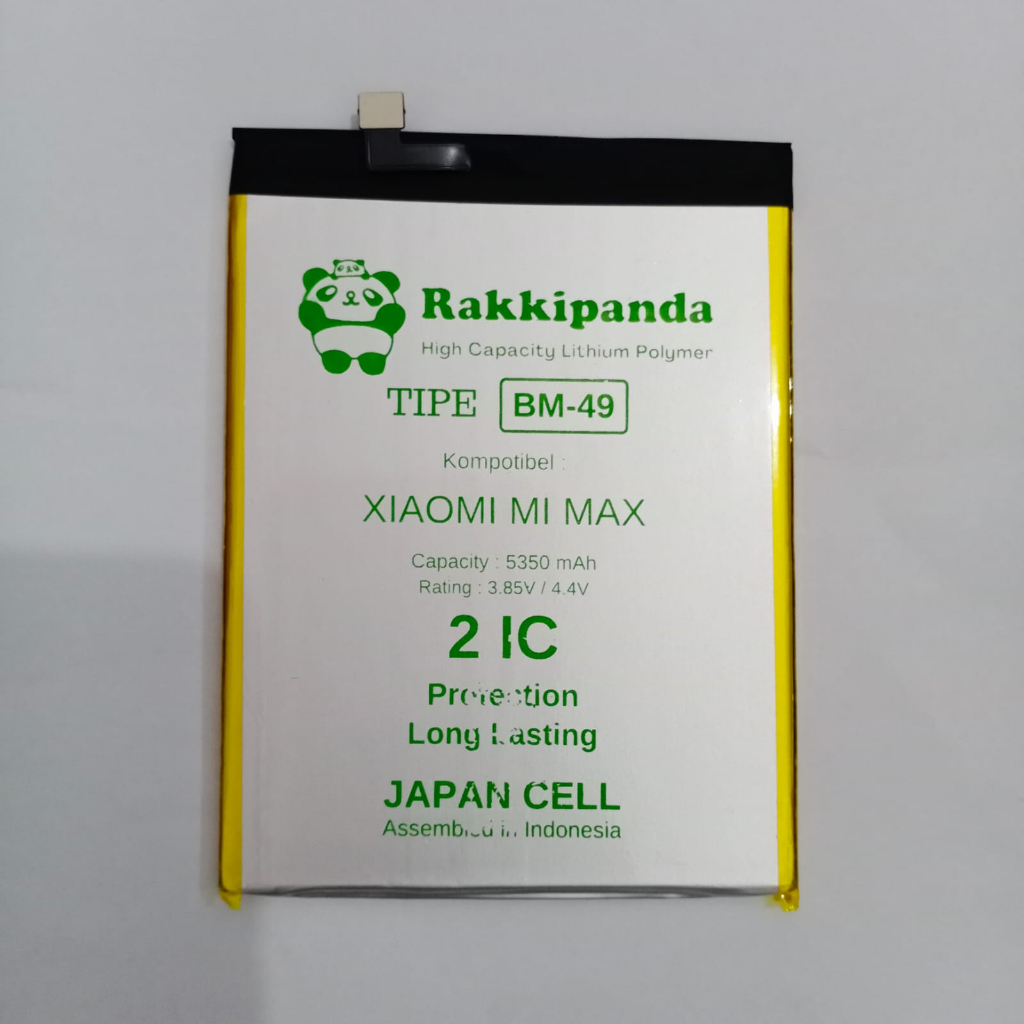 Rakkipanda
High Capacity Lithium Polymer
TIPE BM-49
Kompotibel :
XIAOMI MI MAX
Capacity : 5350 mAh
Rating : 3.85V / 4.4V
2 IC
Protection
Long Lasting
JAPAN CELL
Assembled in Indonesia